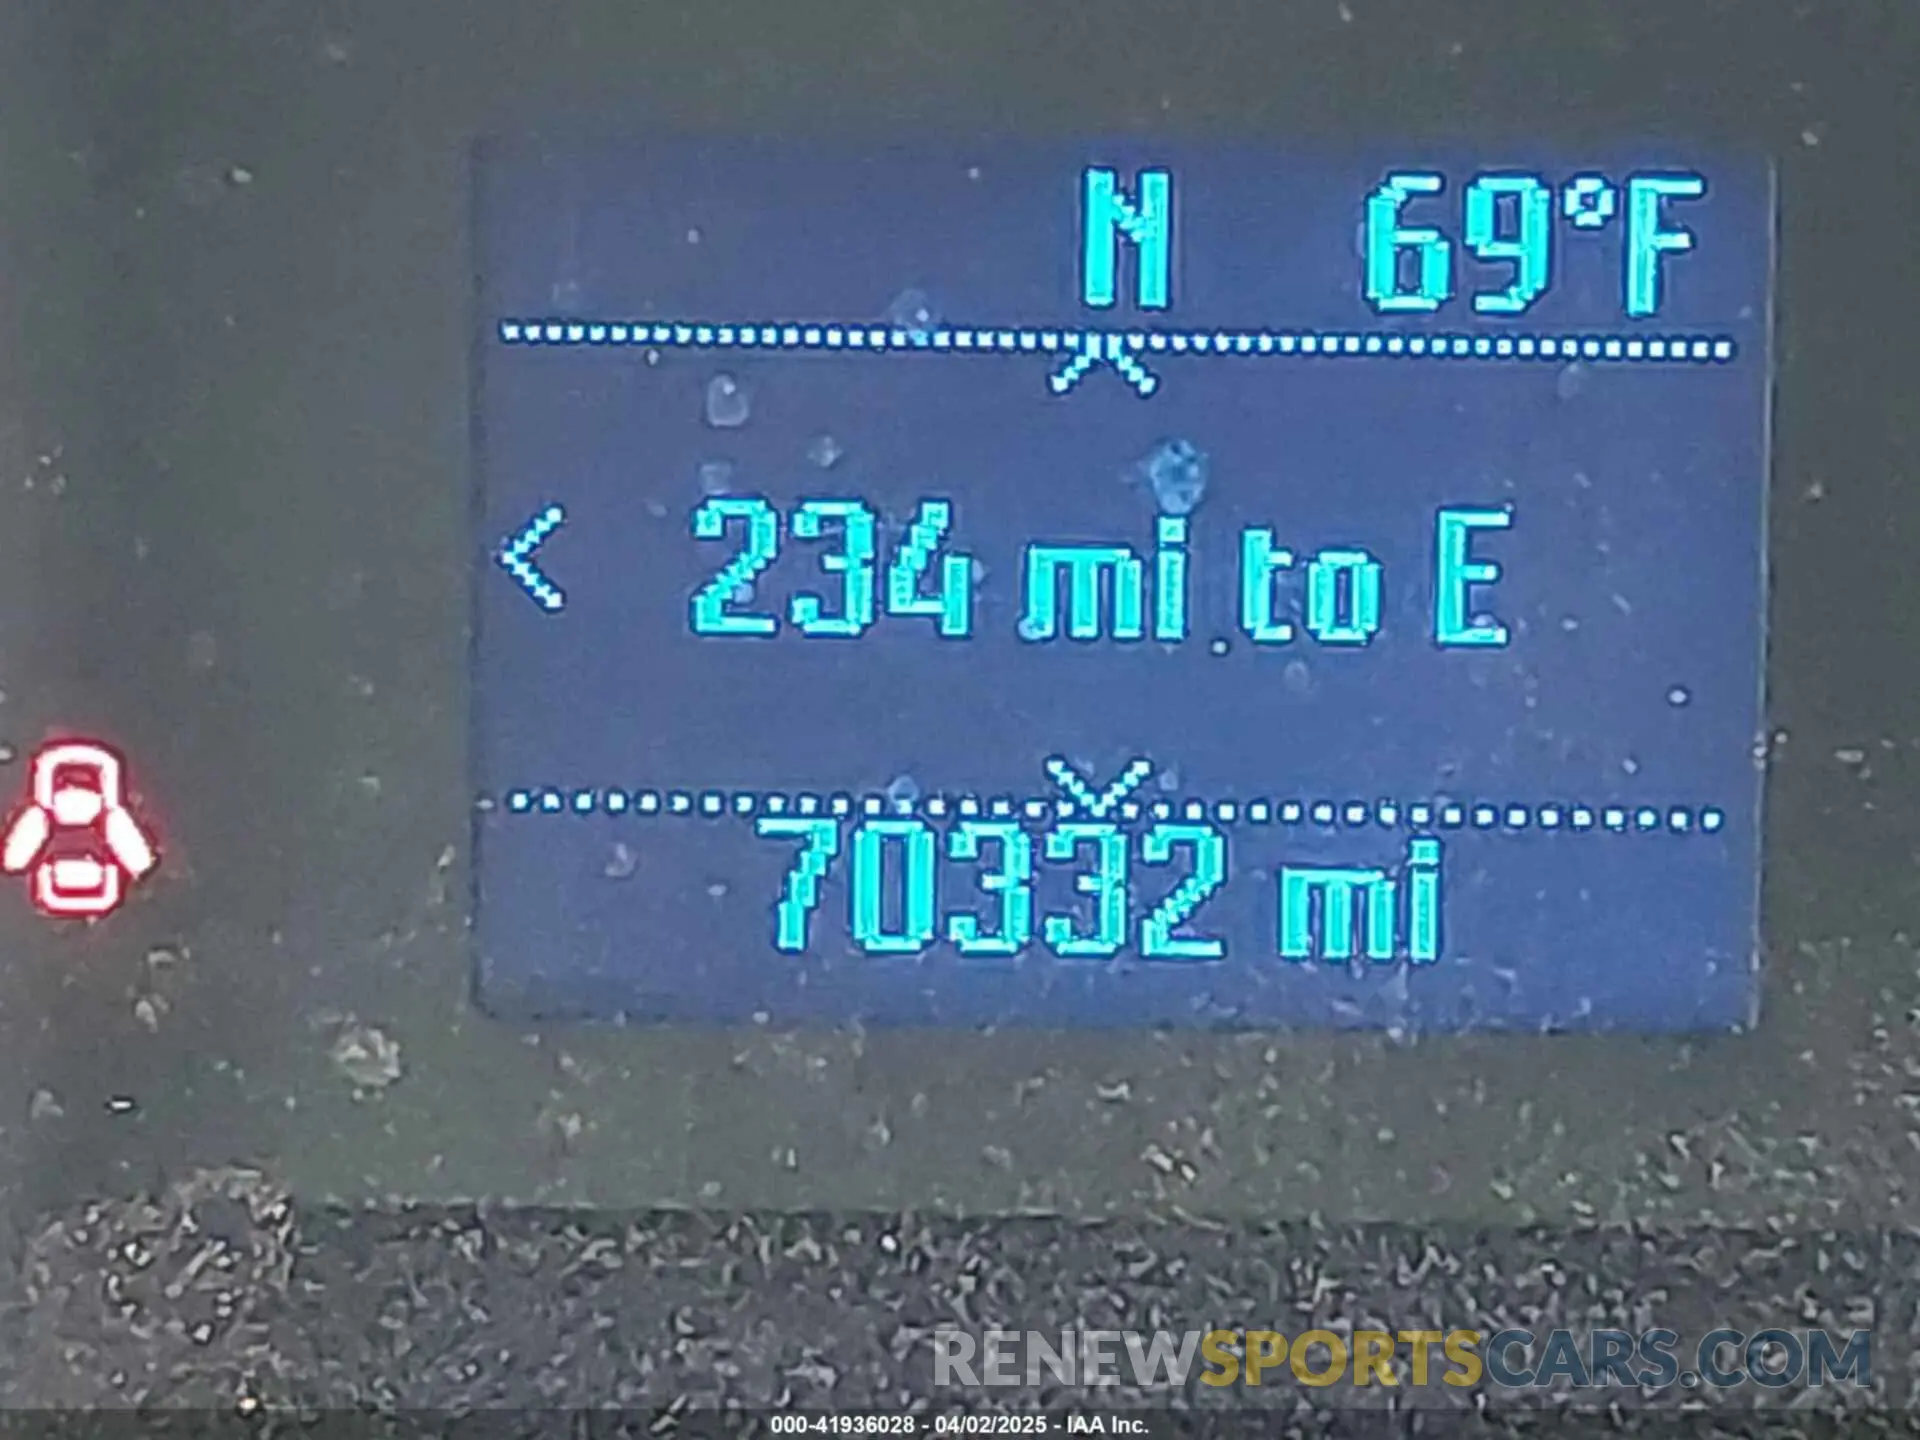 N 69°F
< 234 mi to E
70332 mi
RENEWSPORTSCARS.COM
000-41936028 - 04/02/2025 - IAA Inc.